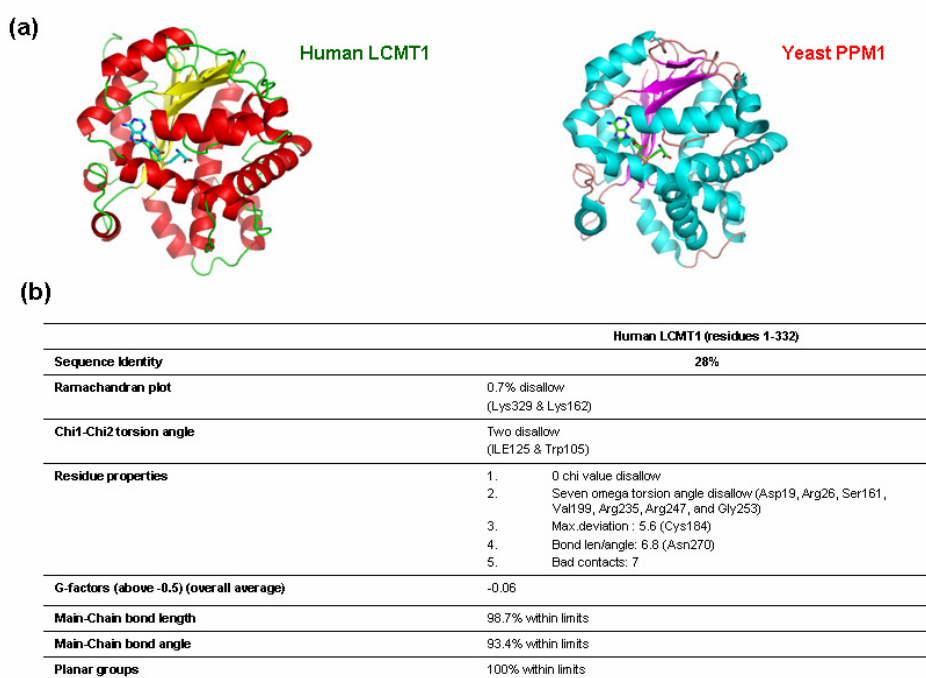 (a)
Human LCMT1
Yeast PPM1
(b)
Human LCMT1 (residues 1-332)
Sequence Identity 28%
Ramachandran plot 0.7% disallow
(Lys329 & Lys162)
Chi1-Chi2 torsion angle Two disallow
(ILE125 & Trp105)
Residue properties 1. 0 chi value disallow
2. Seven omega torsion angle disallow (Asp19, Arg26, Ser161,
Val199, Arg235, Arg247, and Gly253)
3. Max.deviation : 5.6 (Cys184)
4. Bond len/angle: 6.8 (Asn270)
5. Bad contacts: 7
G-factors (above -0.5) (overall average) -0.06
Main-Chain bond length 98.7% within limits
Main-Chain bond angle 93.4% within limits
Planar groups 100% within limits